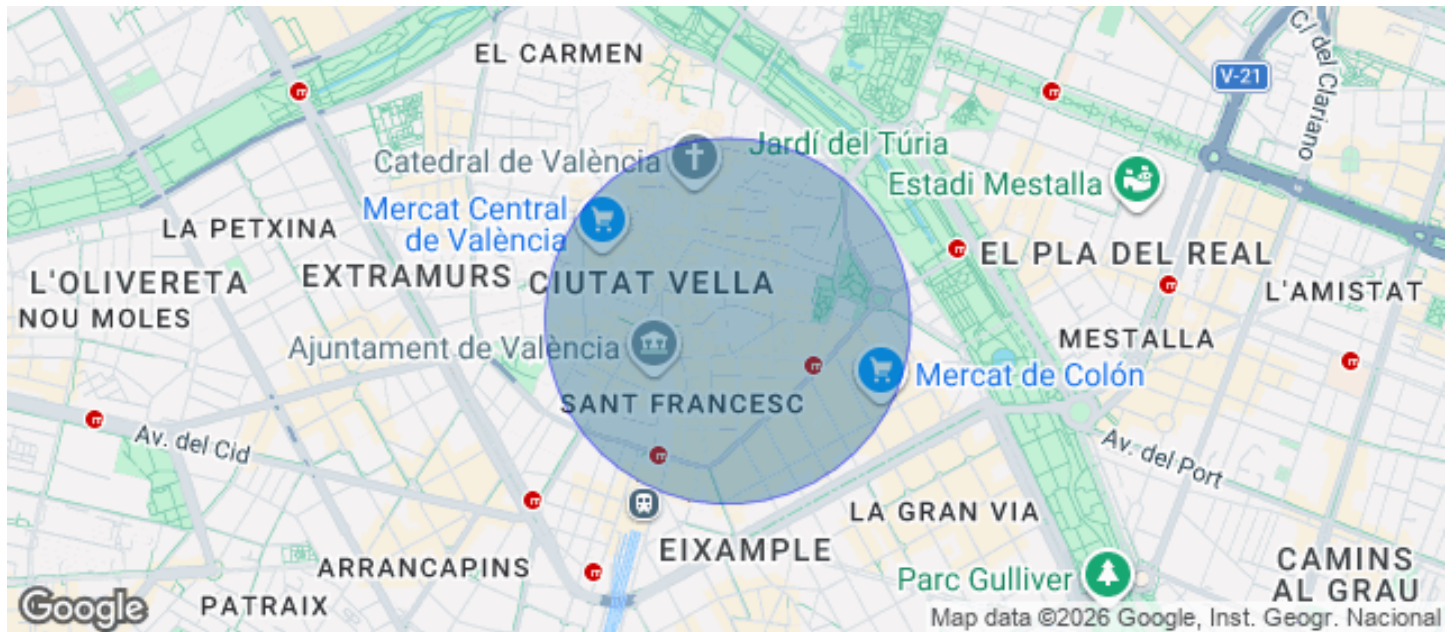 EL CARMEN
V-21
C/ del Clariano
Catedral de València
Jardí del Túria
Estadi Mestalla
Mercat Central
de València
LA PETXINA
EL PLA DEL REAL
L'OLIVERETA
EXTRAMURS
CIUTAT VELLA
L'AMISTAT
NOU MOLES
MESTALLA
Ajuntament de València
Mercat de Colón
SANT FRANCESC
Av. del Cid
Av. del Port
LA GRAN VIA
EIXAMPLE
ARRANCAPINS
CAMINS
AL GRAU
Parc Gulliver
PATRAIX
Google
Map data ©2026 Google, Inst. Geogr. Nacional